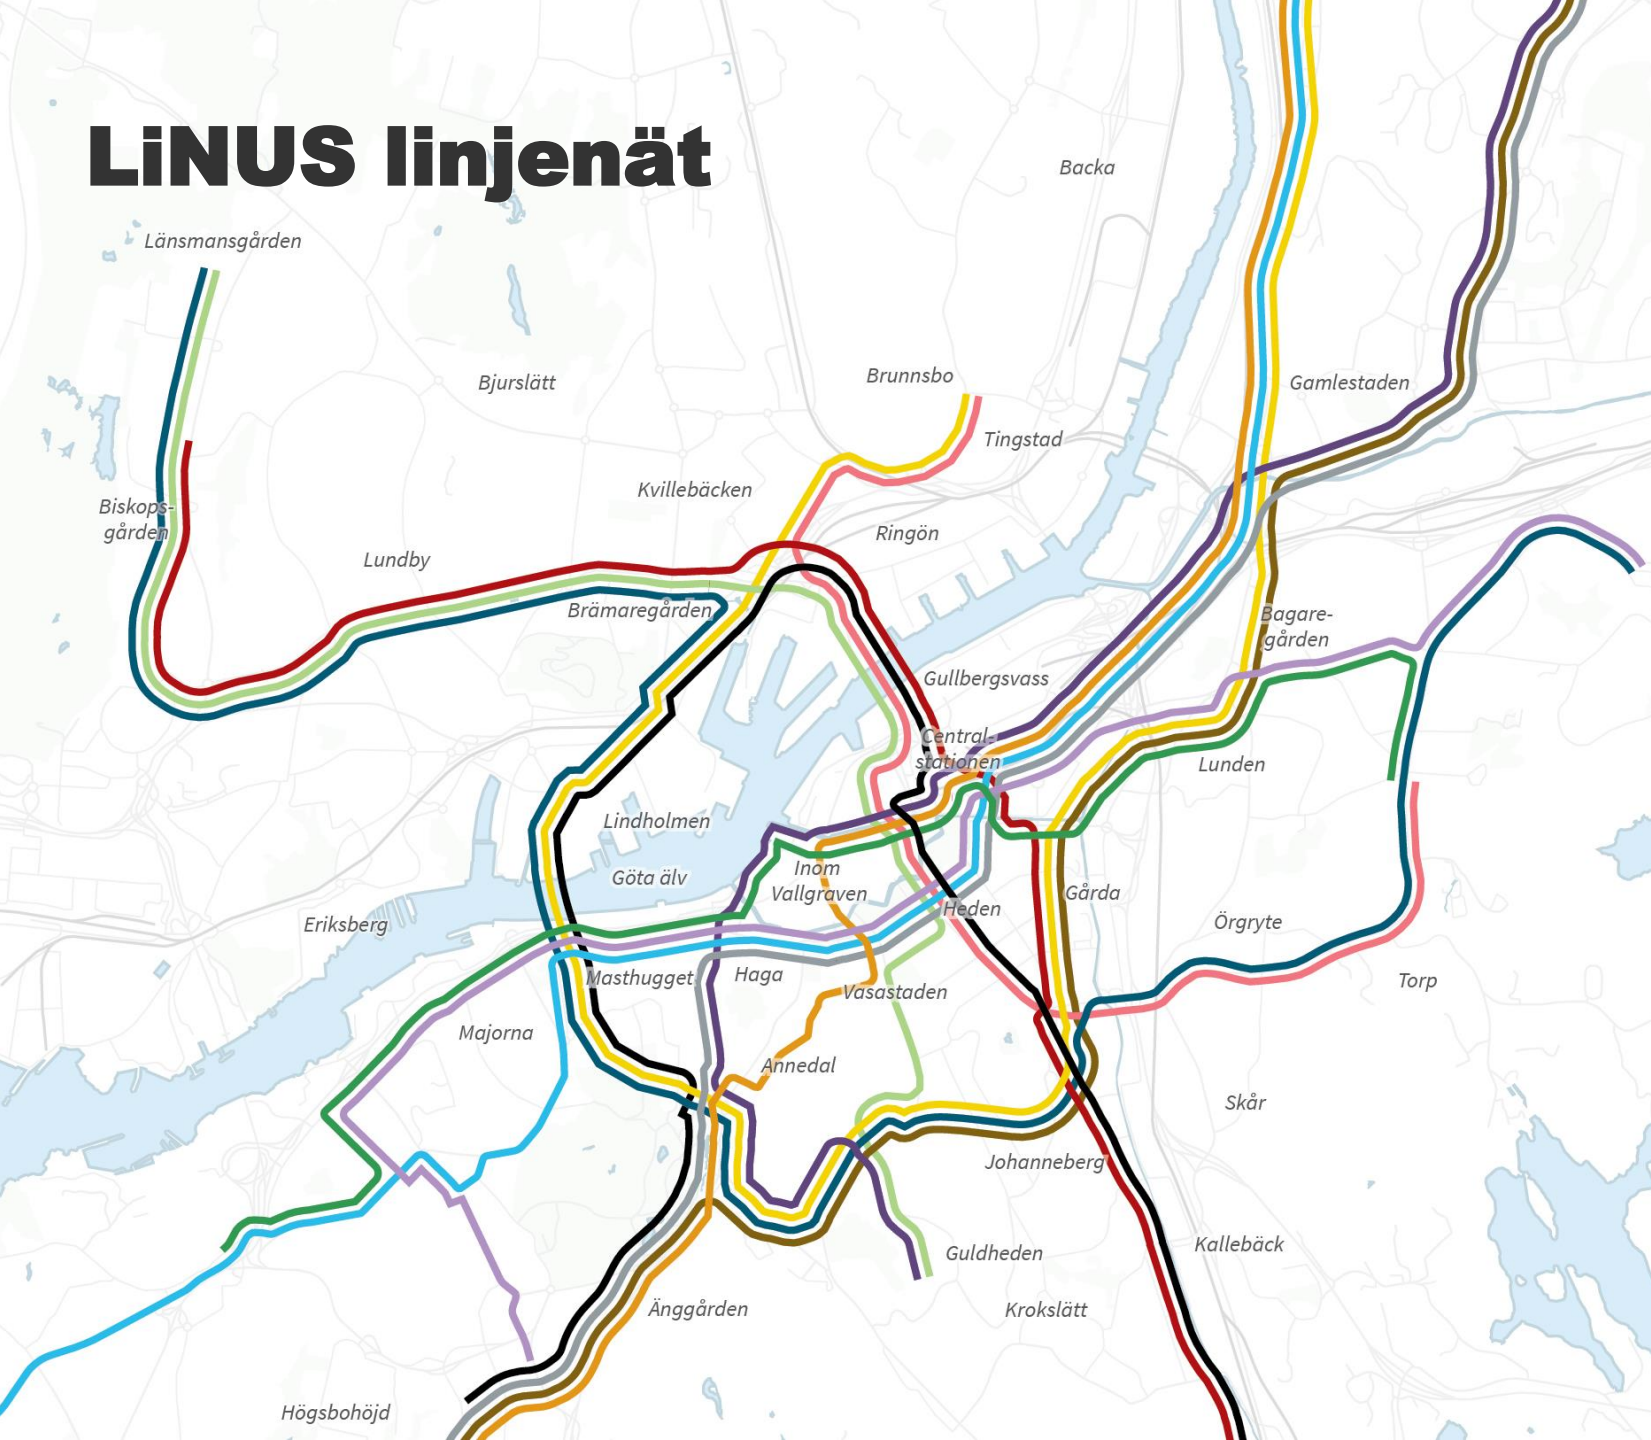 LiNUS linjenät
Backa
Länsmansgården
Brunnsbo
Bjurslätt
Gamlestaden
Tingstad
Kvillebäcken
Biskops-
gården
Ringön
Lundby
Brämaregården
Bagare-
gården
Gullbergsvass
Central-
stationen
Lunden
Lindholmen
Inom
Vallgraven
Göta älv
Gårda
Heden
Eriksberg
Örgryte
Masthugget
Haga
Torp
Vasastaden
Majorna
Annedal
Skår
Johanneberg
Kallebäck
Guldheden
Änggården
Krokslätt
Högsbohöjd